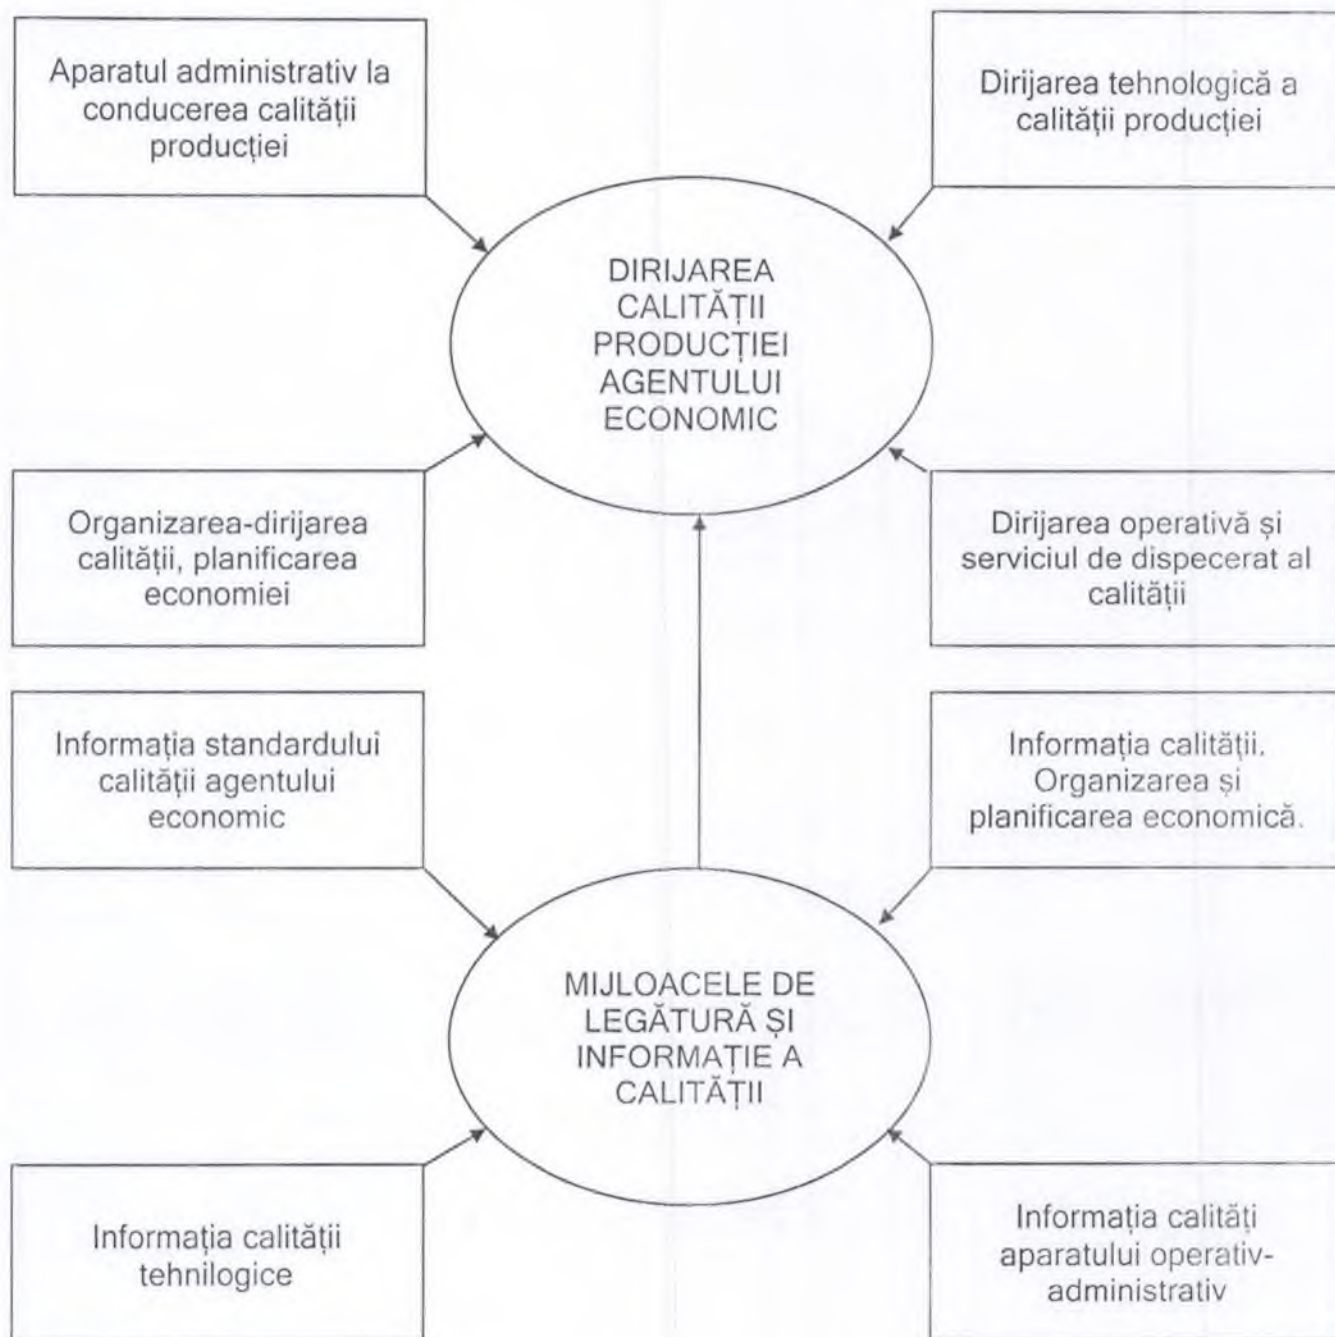 Aparatul administrativ la
conducerea calității
producției
Dirijarea tehnologică a
calității producției
DIRIJAREA
CALITĂȚII
PRODUCȚIEI
AGENTULUI
ECONOMIC
Organizarea-dirijarea
calității, planificarea
economiei
Dirijarea operativă și
serviciul de dispecerat al
calității
Informația standardului
calității agentului
economic
Informația calității.
Organizarea și
planificarea economică.
MIJLOACELE DE
LEGĂTURĂ ȘI
INFORMAȚIE A
CALITĂȚII
Informația calității
tehnilogice
Informația calități
aparatului operativ-
administrativ